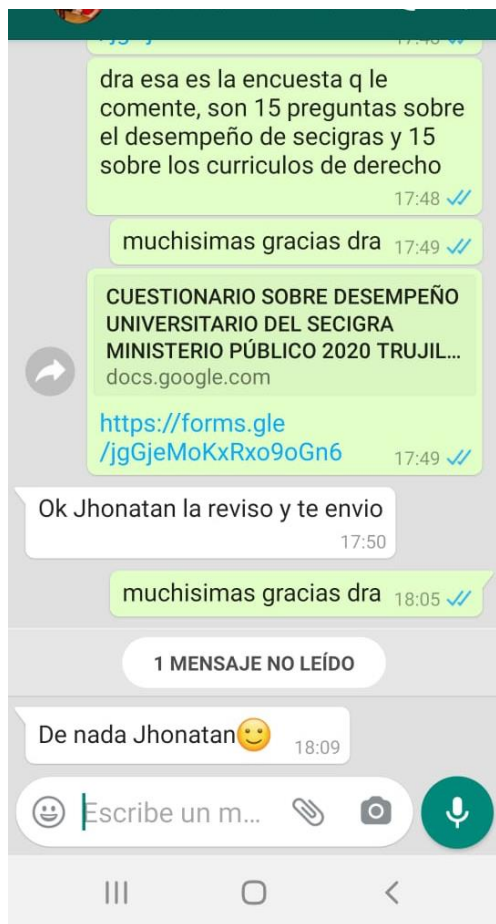 dra esa es la encuesta q le
comente, son 15 preguntas sobre
el desempeño de secigras y 15
sobre los curriculos de derecho
17:48
muchisimas gracias dra 17:49
CUESTIONARIO SOBRE DESEMPEÑO
UNIVERSITARIO DEL SECIGRA
MINISTERIO PÚBLICO 2020 TRUJIL...
docs.google.com
https://forms.gle
/jgGjeMoKxRxo9oGn6 17:49
Ok Jhonatan la reviso y te envio
17:50
muchisimas gracias dra 18:05
1 MENSAJE NO LEÍDO
De nada Jhonatan🙂 18:09
Escribe un m...